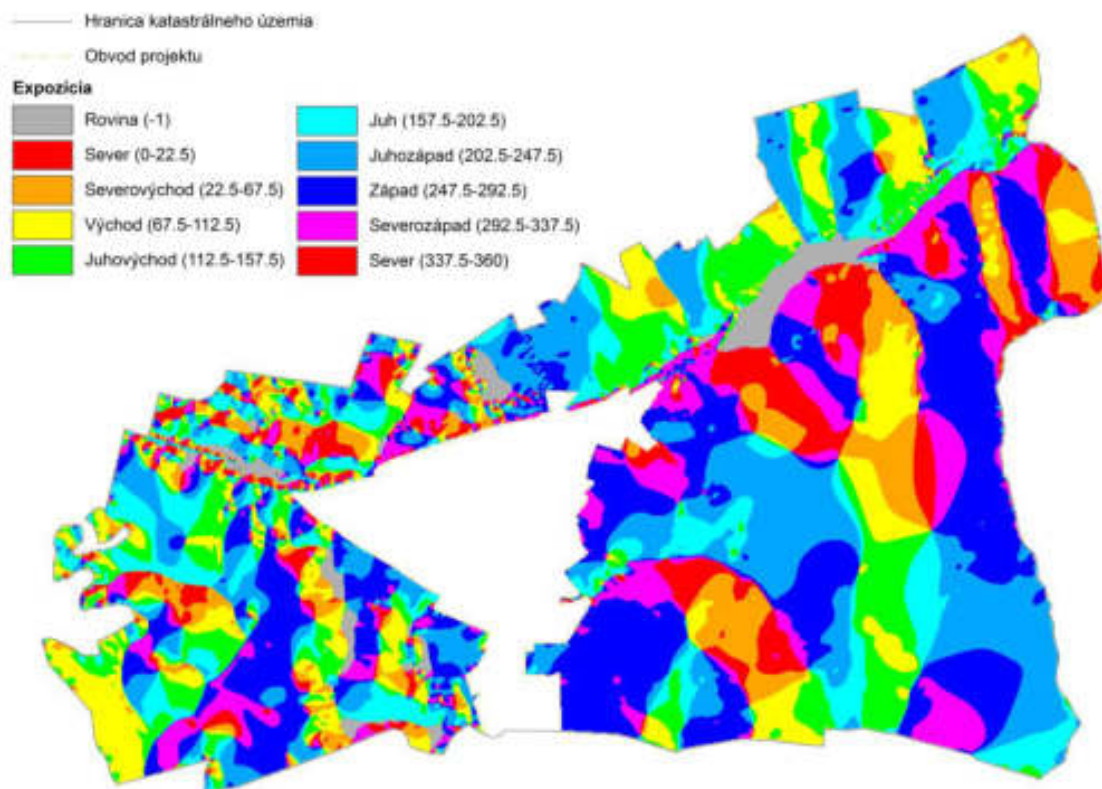 Hranica katastrálneho územia
Obvod projektu
Expozícia
Rovina (-1)
Sever (0-22.5)
Severovýchod (22.5-67.5)
Východ (67.5-112.5)
Juhovýchod (112.5-157.5)
Juh (157.5-202.5)
Juhozápad (202.5-247.5)
Západ (247.5-292.5)
Severozápad (292.5-337.5)
Sever (337.5-360)